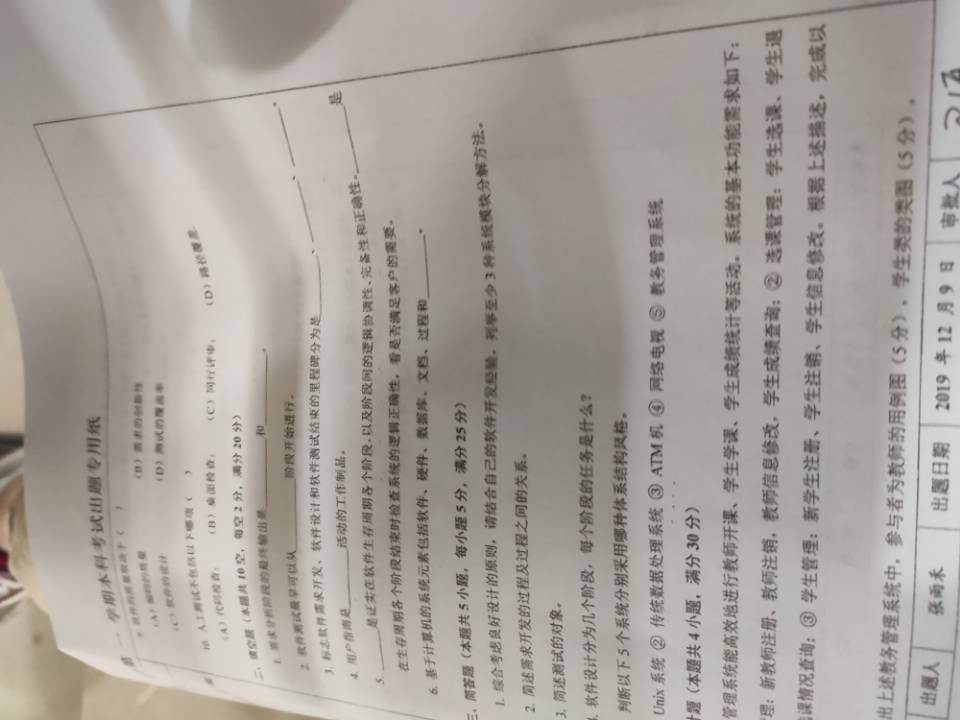 第 一 学期本科考试出题专用纸
9. 软件的质量取决于（ ）
（A）编码的质量 （B）需求的创新性
（C）软件的设计 （D）测试的覆盖率
10. 人工测试不包括以下哪项（ ）
（A）代码检查； （B）桌面检查； （C）同行评审； （D）路径覆盖.
二、填空题（本题共 10 空，每空 2 分，满分 20 分）
1. 需求分析阶段的最终输出是________和________。
2. 软件测试最早可以从________阶段开始进行。
3. 标志软件需求开发、软件设计和软件测试结束的里程碑分为是________、________、________。
4. 用户指南是________活动的工作制品。
5. ______是证实在软件生存周期各个阶段，以及阶段间的逻辑协调性、完备性和正确性。________是
在生存周期各个阶段结束时检查系统的逻辑正确性，看是否满足客户的需要。
6. 基于计算机的系统元素包括软件、硬件、数据库、文档、过程和________。
三、简答题（本题共 5 小题，每小题 5 分，满分 25 分）
1. 综合考虑良好设计的原则，请结合自己的软件开发经验，列举至少 3 种系统模块分解方法。
2. 简述需求开发的过程及过程之间的关系。
3. 简述测试的对象。
. 软件设计分为几个阶段，每个阶段的任务是什么？
判断以下 5 个系统分别采用哪种体系结构风格。
Unix 系统 ② 传统数据处理系统 ③ ATM 机 ④ 网络电视 ⑤ 教务管理系统
题（本题共 4 小题，满分 30 分）
管理系统能高效地进行教师开课、学生学课、学生成绩统计等活动。系统的基本功能需求如下：
理：新教师注册、教师注销，教师信息修改，学生成绩查询；② 选课管理：学生选课、学生退
课情况查询；③ 学生管理：新学生注册、学生注销、学生信息修改。根据上述描述，完成以
出上述教务管理系统中，参与者为教师的用例图（5 分），学生类的类图（5 分）。
出题人 张雨禾 出题日期 2019 年 12 月 9 日 审批人